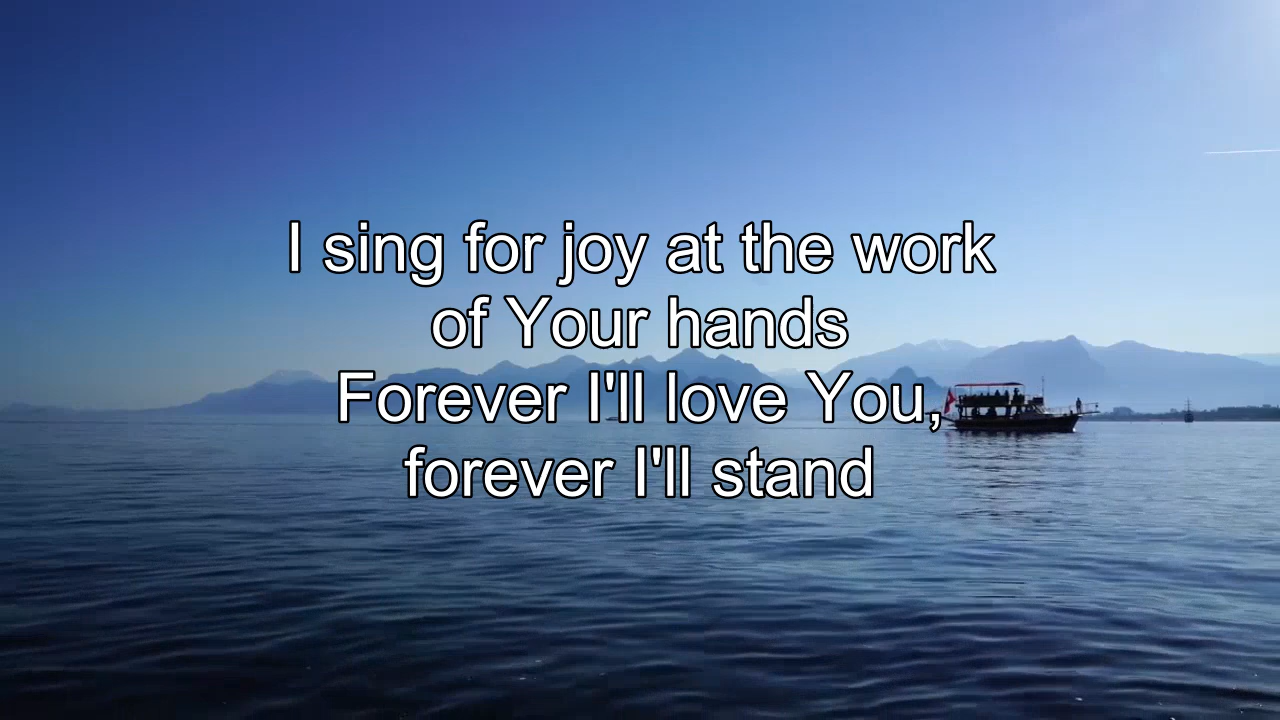 I sing for joy at the work
of Your hands
Forever I'll love You,
forever I'll stand